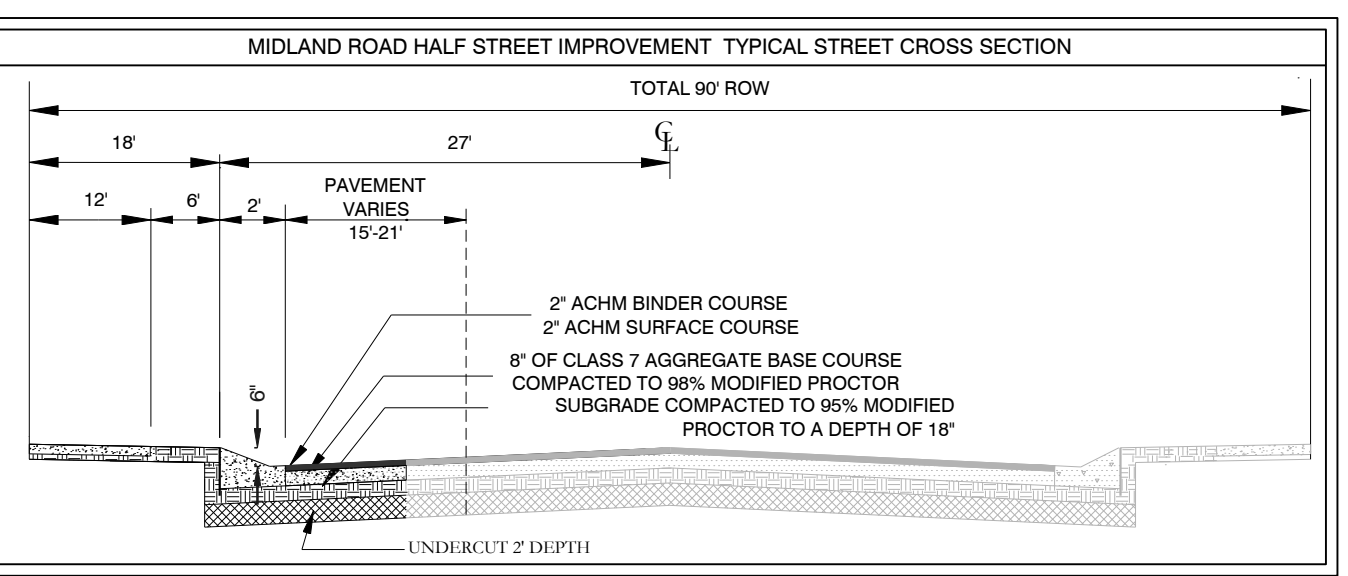 MIDLAND ROAD HALF STREET IMPROVEMENT TYPICAL STREET CROSS SECTION
TOTAL 90' ROW
℄
18'
27'
12'
6'
2'
PAVEMENT
VARIES
15'-21'
2" ACHM BINDER COURSE
2" ACHM SURFACE COURSE
8" OF CLASS 7 AGGREGATE BASE COURSE
COMPACTED TO 98% MODIFIED PROCTOR
SUBGRADE COMPACTED TO 95% MODIFIED
PROCTOR TO A DEPTH OF 18"
6"
UNDERCUT 2' DEPTH